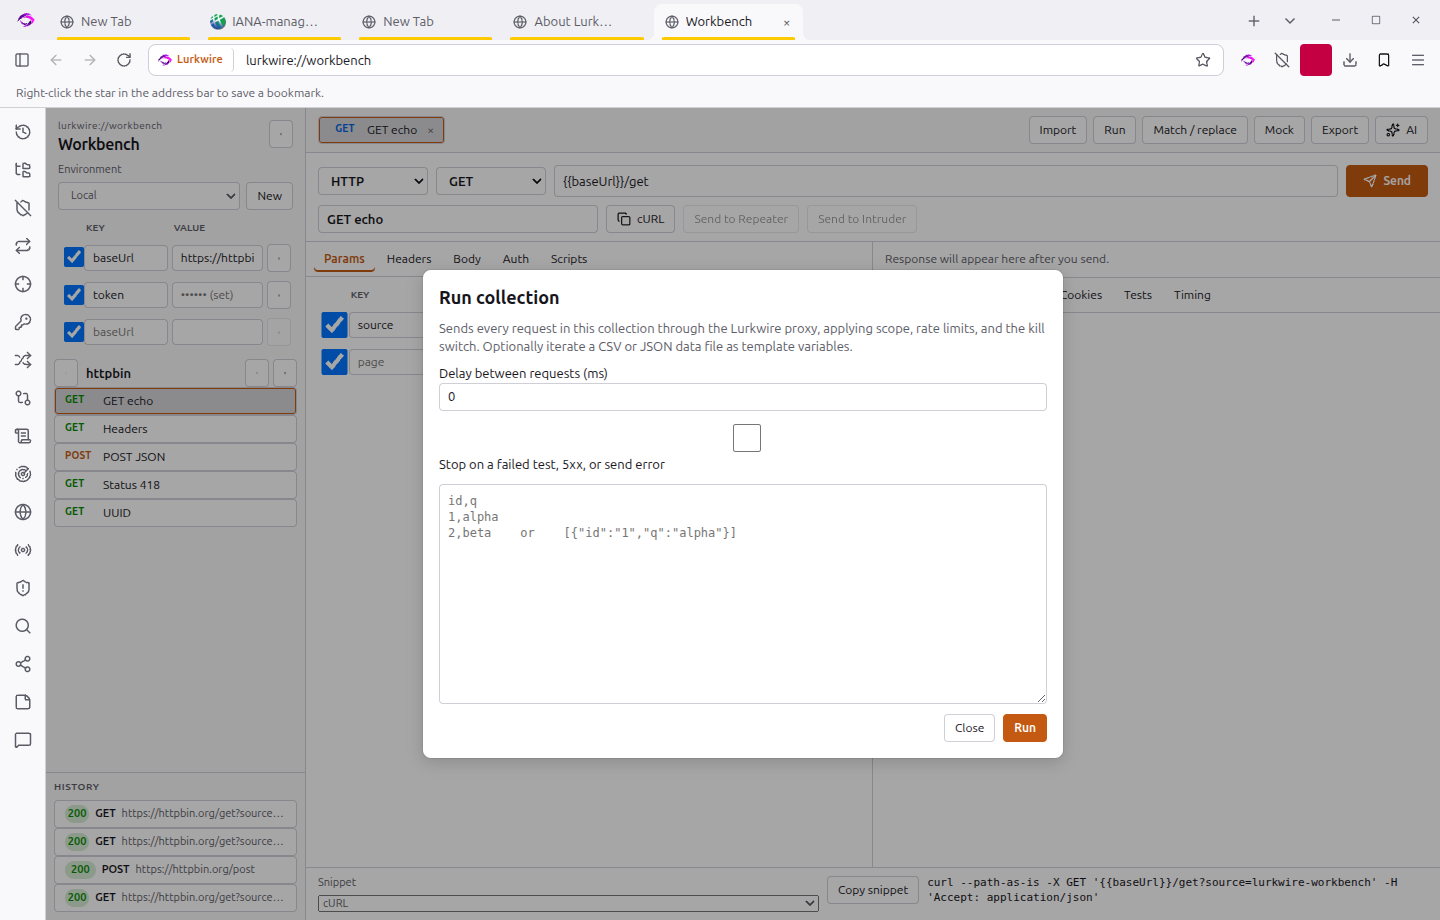 New Tab
IANA-manag...
New Tab
About Lurk...
Workbench
Lurkwire
lurkwire://workbench
Right-click the star in the address bar to save a bookmark.
lurkwire://workbench
Workbench
Environment
Local
New
KEY
VALUE
baseUrl
https://httpbi
token
•••••• (set)
baseUrl
httpbin
GET GET echo
GET Headers
POST POST JSON
GET Status 418
GET UUID
HISTORY
200 GET https://httpbin.org/get?source...
200 GET https://httpbin.org/get?source...
200 POST https://httpbin.org/post
200 GET https://httpbin.org/get?source...
GET GET echo ×
Import
Run
Match / replace
Mock
Export
AI
HTTP
GET
{{baseUrl}}/get
Send
GET echo
cURL
Send to Repeater
Send to Intruder
Params
Headers
Body
Auth
Scripts
Response will appear here after you send.
KEY
Cookies
Tests
Timing
source
page
Run collection
Sends every request in this collection through the Lurkwire proxy, applying scope, rate limits, and the kill
switch. Optionally iterate a CSV or JSON data file as template variables.
Delay between requests (ms)
0
Stop on a failed test, 5xx, or send error
id,q
1,alpha
2,beta    or    [{"id":"1","q":"alpha"}]
Close
Run
Snippet
cURL
Copy snippet
curl --path-as-is -X GET '{{baseUrl}}/get?source=lurkwire-workbench' -H
'Accept: application/json'